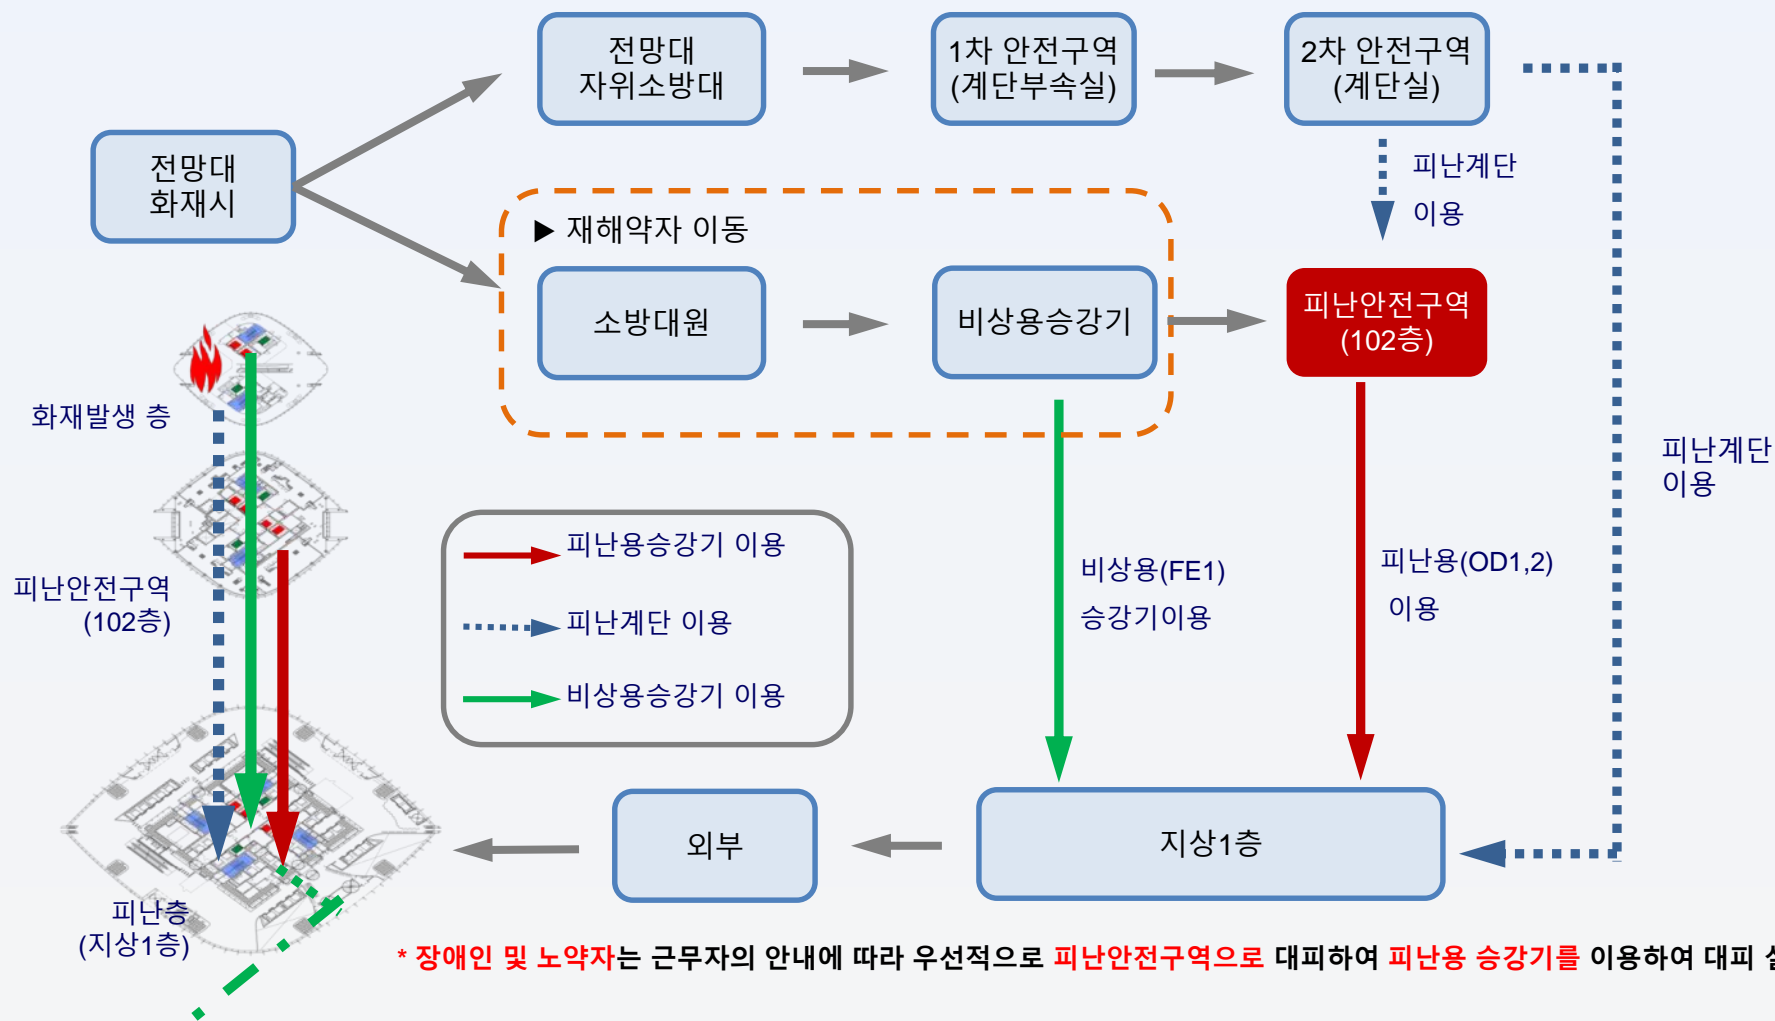 전망대
자위소방대
1차 안전구역
(계단부속실)
2차 안전구역
(계단실)
전망대
화재시
피난계단
이용
▶ 재해약자 이동
소방대원
비상용승강기
피난안전구역
(102층)
화재발생 층
피난계단
이용
피난용승강기 이용
피난계단 이용
비상용승강기 이용
비상용(FE1)
승강기이용
피난용(OD1,2)
이용
피난안전구역
(102층)
외부
지상1층
피난층
(지상1층)
* 장애인 및 노약자는 근무자의 안내에 따라 우선적으로 피난안전구역으로 대피하여 피난용 승강기를 이용하여 대피